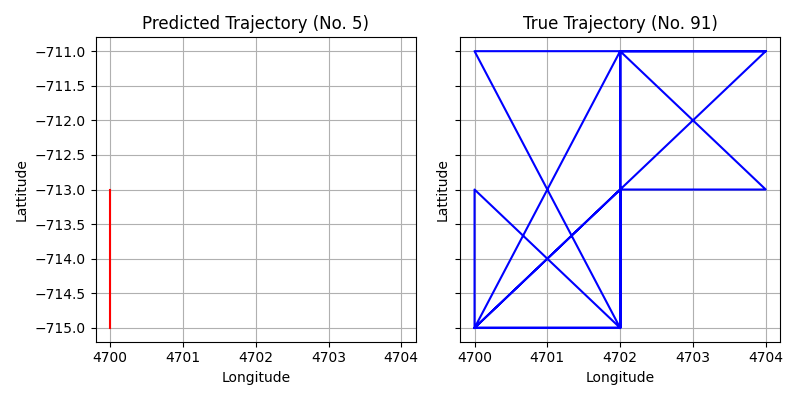 Predicted Trajectory (No. 5)
−711.0
−711.5
−712.0
−712.5
−713.0
−713.5
−714.0
−714.5
−715.0
Lattitude
4700 4701 4702 4703 4704
Longitude
True Trajectory (No. 91)
Lattitude
4700 4701 4702 4703 4704
Longitude